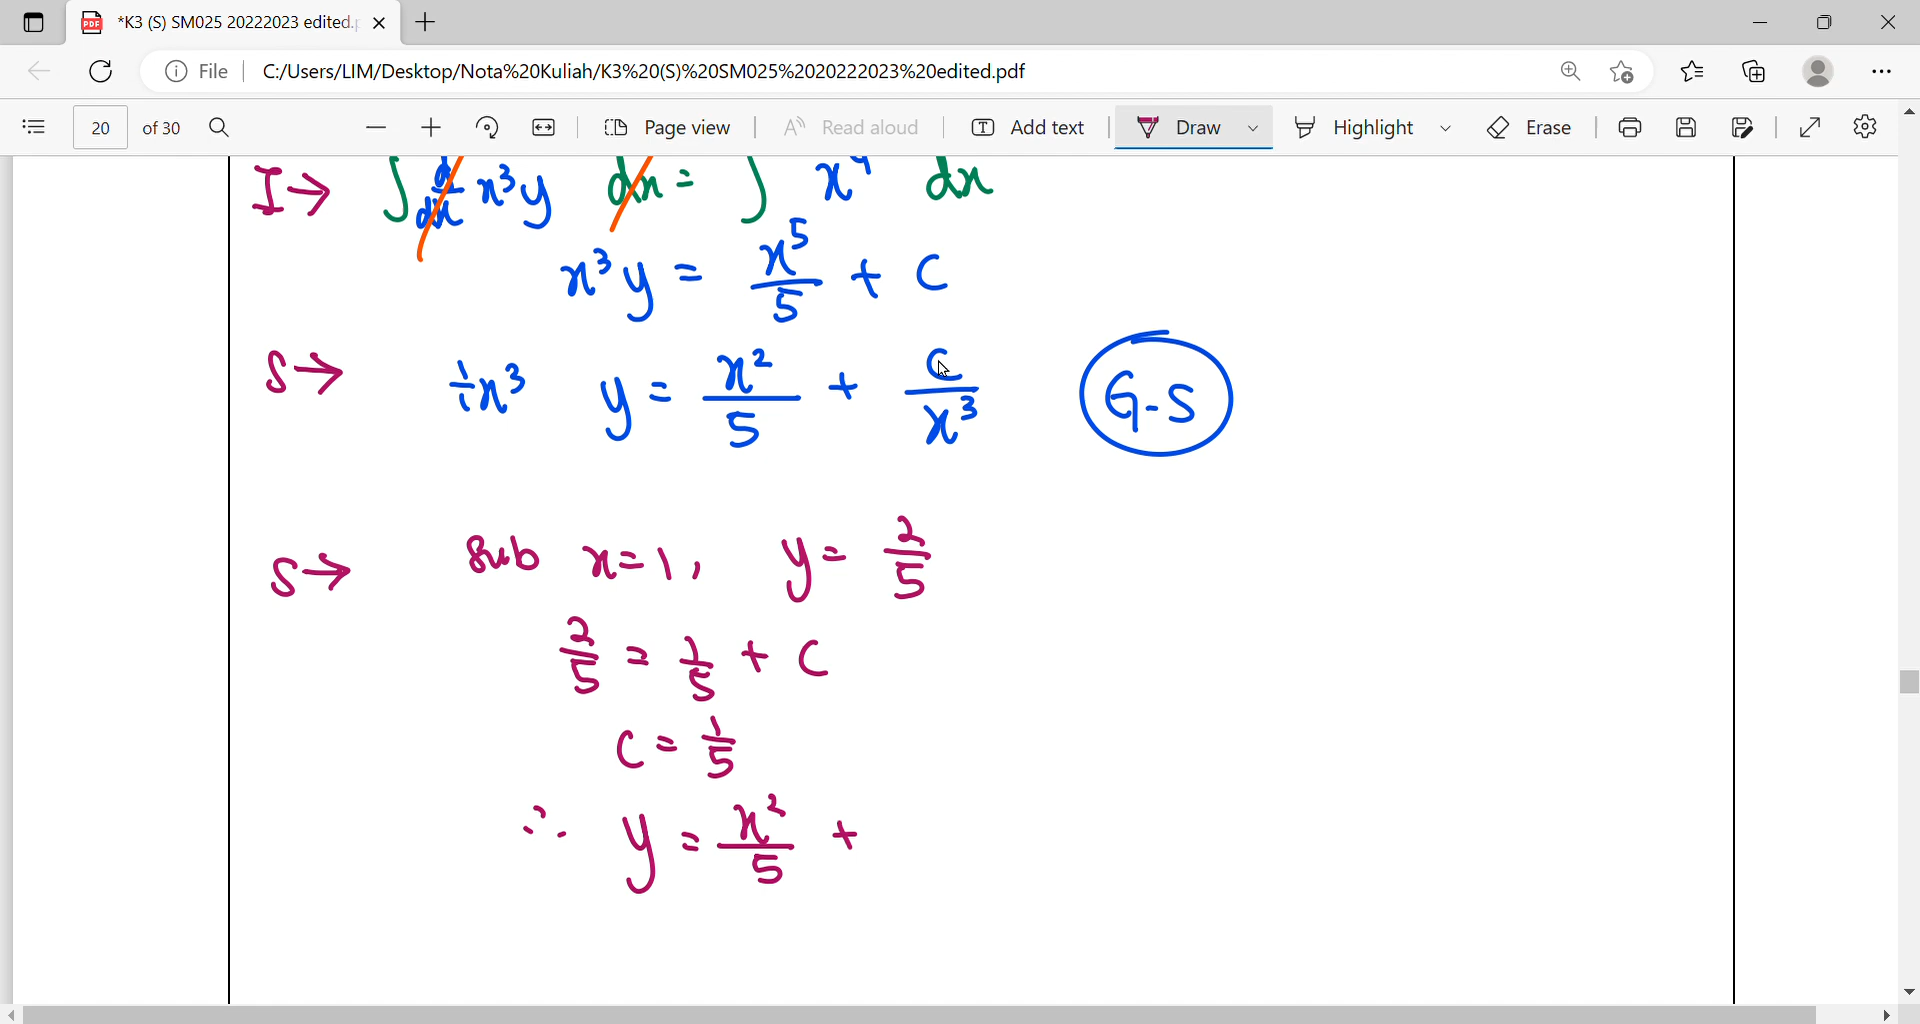 *K3 (S) SM025 20222023 edited.p
File | C:/Users/LIM/Desktop/Nota%20Kuliah/K3%20(S)%20SM025%2020222023%20edited.pdf
20 of 30 Page view Read aloud Add text Draw Highlight Erase
I→ ∫ d/dx x³y dx = ∫ x⁴ dx
x³y = x⁵/5 + C
S→ ÷x³ y = x²/5 + C/x³ G-S
S→ Sub x=1, y = 2/5
2/5 = 1/5 + C
C = 1/5
∴ y = x²/5 +